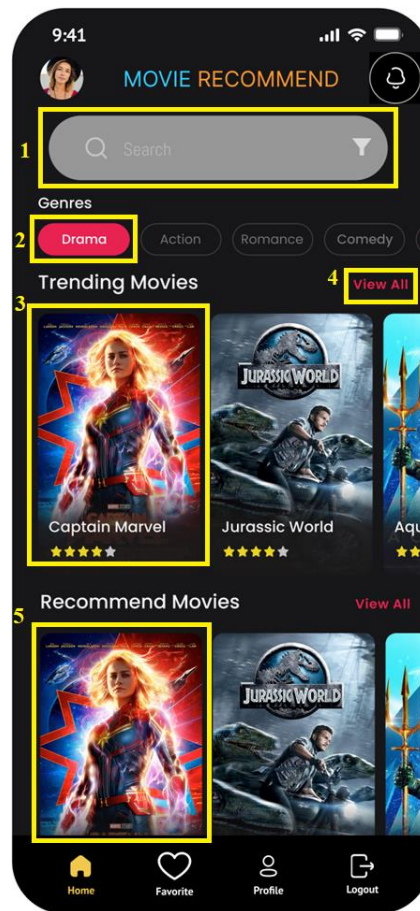 9:41
MOVIE RECOMMEND
1
Search
Genres
2
Drama Action Romance Comedy
Trending Movies 4 View All
3
JURASSIC WORLD
Captain Marvel Jurassic World Aqu
Recommend Movies View All
5
JURASSIC WORLD
Home Favorite Profile Logout